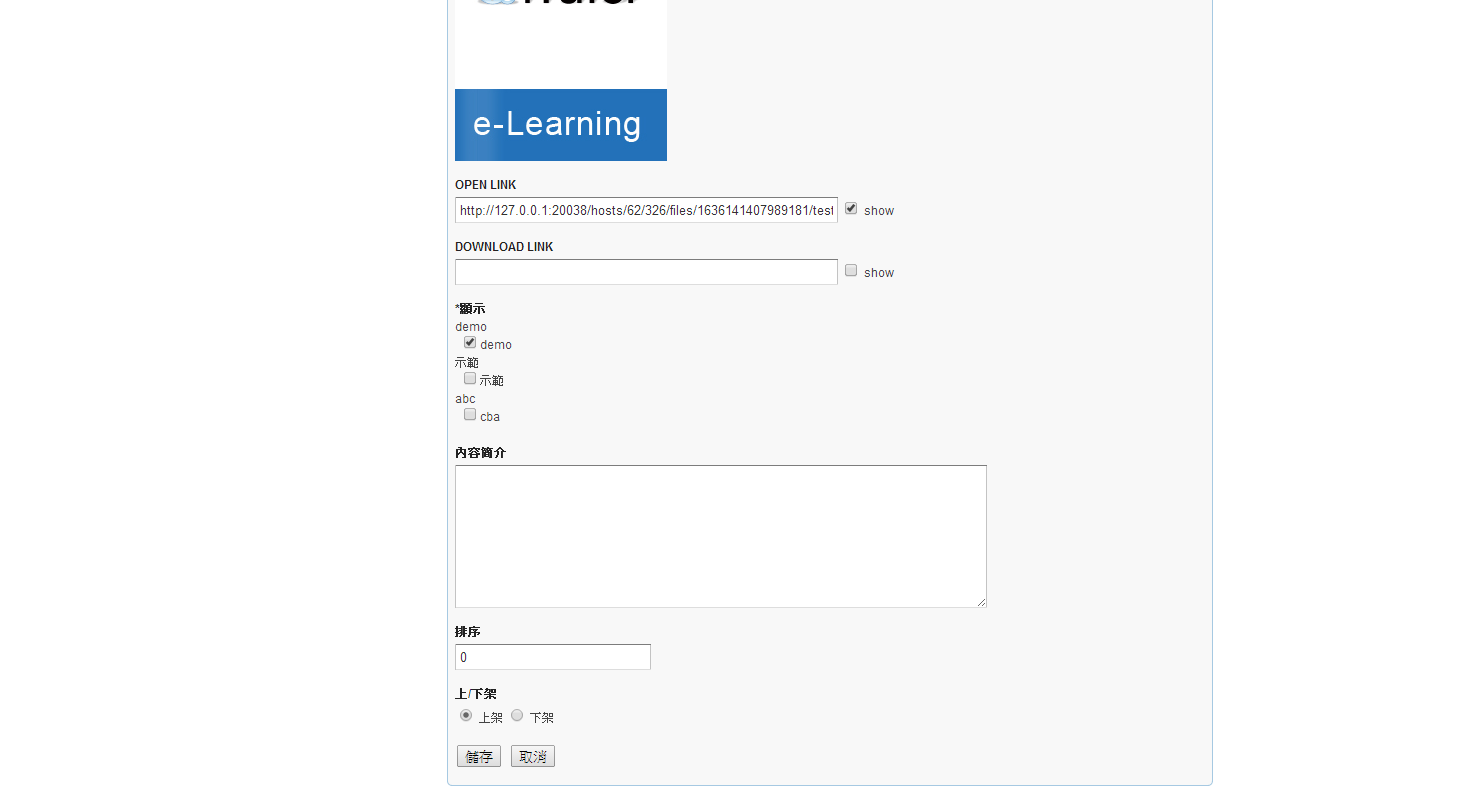 e-Learning
OPEN LINK
http://127.0.0.1:20038/hosts/62/326/files/1636141407989181/test show
DOWNLOAD LINK
show
*顯示
demo
demo
示範
示範
abc
cba
內容簡介
排序
0
上/下架
上架 下架
儲存 取消